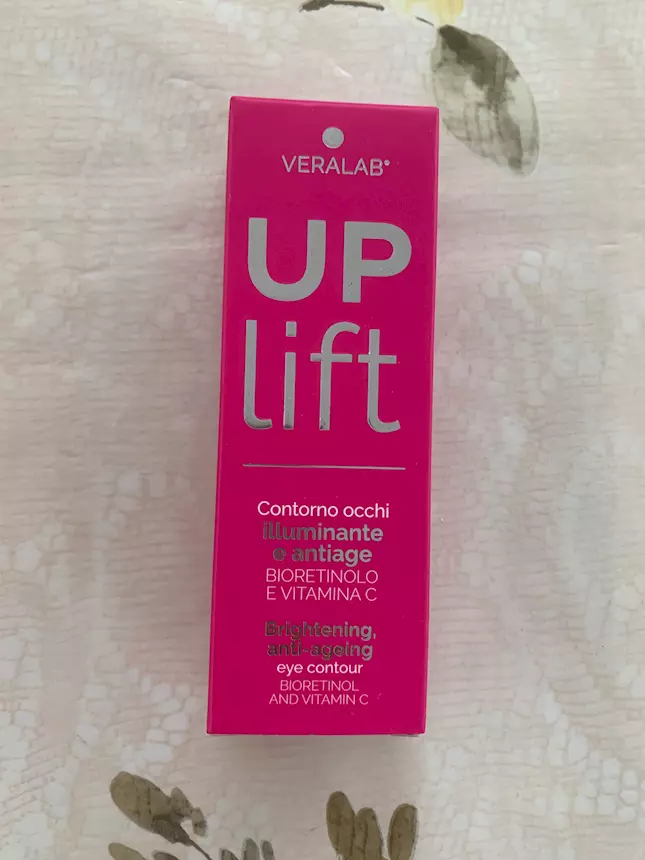 VERALAB®
UP
lift
Contorno occhi
illuminante
e antiage
BIORETINOLO
E VITAMINA C
Brightening,
anti-ageing
eye contour
BIORETINOL
AND VITAMIN C